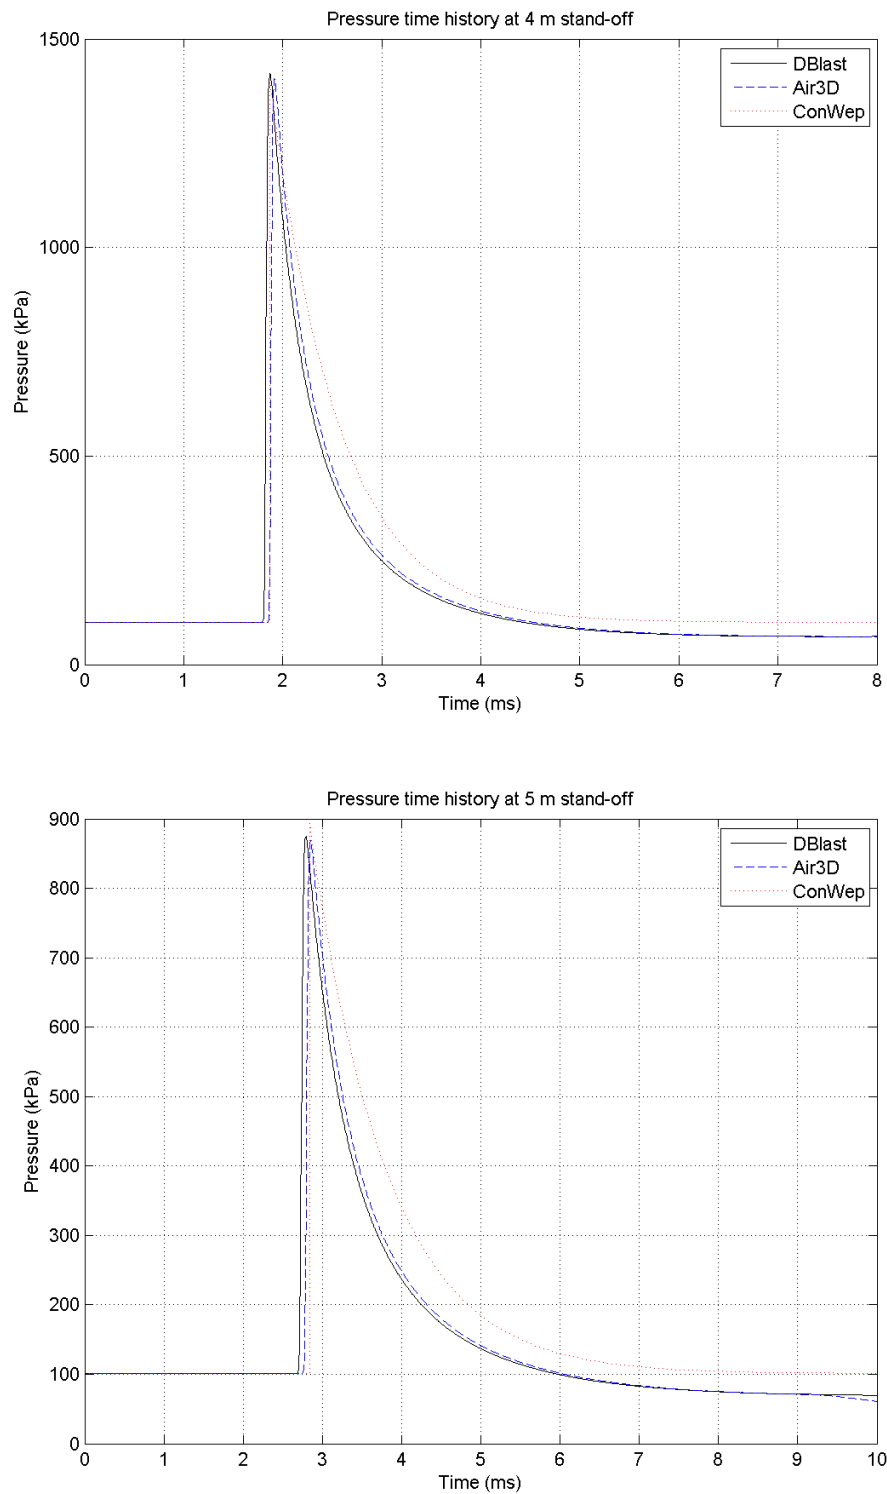 Pressure time history at 4 m stand-off
1500
1000
500
0
Pressure (kPa)
DBlast
Air3D
ConWep
0 1 2 3 4 5 6 7 8
Time (ms)
Pressure time history at 5 m stand-off
900
800
700
600
500
400
300
200
100
0
Pressure (kPa)
DBlast
Air3D
ConWep
0 1 2 3 4 5 6 7 8 9 10
Time (ms)